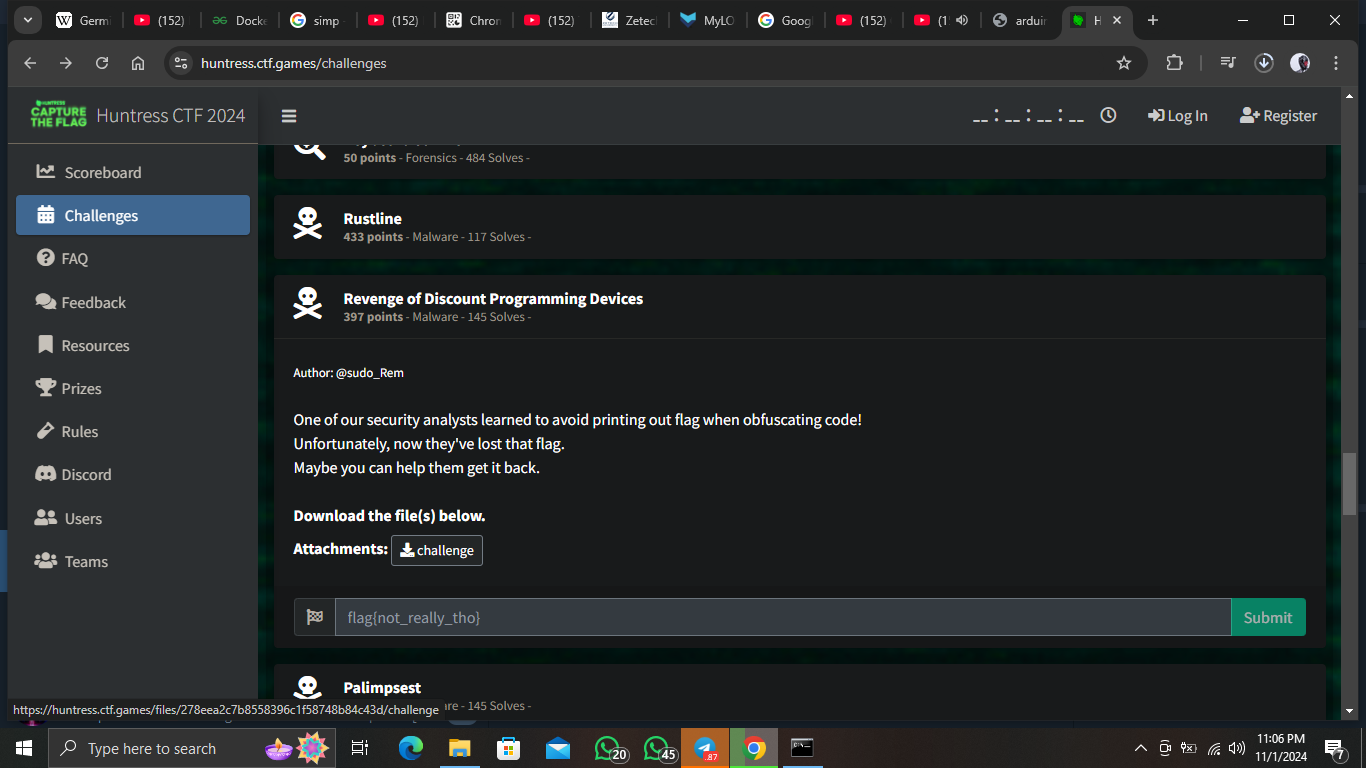 Germi
(152)
Docke
simp
(152)
Chron
(152)
Zetecl
MyLO
Googl
(152)
(1
arduir
H
huntress.ctf.games/challenges
HUNTRESS
CAPTURE
THE FLAG
Huntress CTF 2024
__ : __ : __ : __
Log In
Register
50 points - Forensics - 484 Solves -
Scoreboard
Challenges
FAQ
Feedback
Resources
Prizes
Rules
Discord
Users
Teams
Rustline
433 points - Malware - 117 Solves -
Revenge of Discount Programming Devices
397 points - Malware - 145 Solves -
Author: @sudo_Rem
One of our security analysts learned to avoid printing out flag when obfuscating code!
Unfortunately, now they've lost that flag.
Maybe you can help them get it back.
Download the file(s) below.
Attachments: challenge
flag{not_really_tho}
Submit
Palimpsest
are - 145 Solves -
https://huntress.ctf.games/files/278eea2c7b8558396c1f58748b84c43d/challenge
Type here to search
20
45
.87
11:06 PM
11/1/2024
7